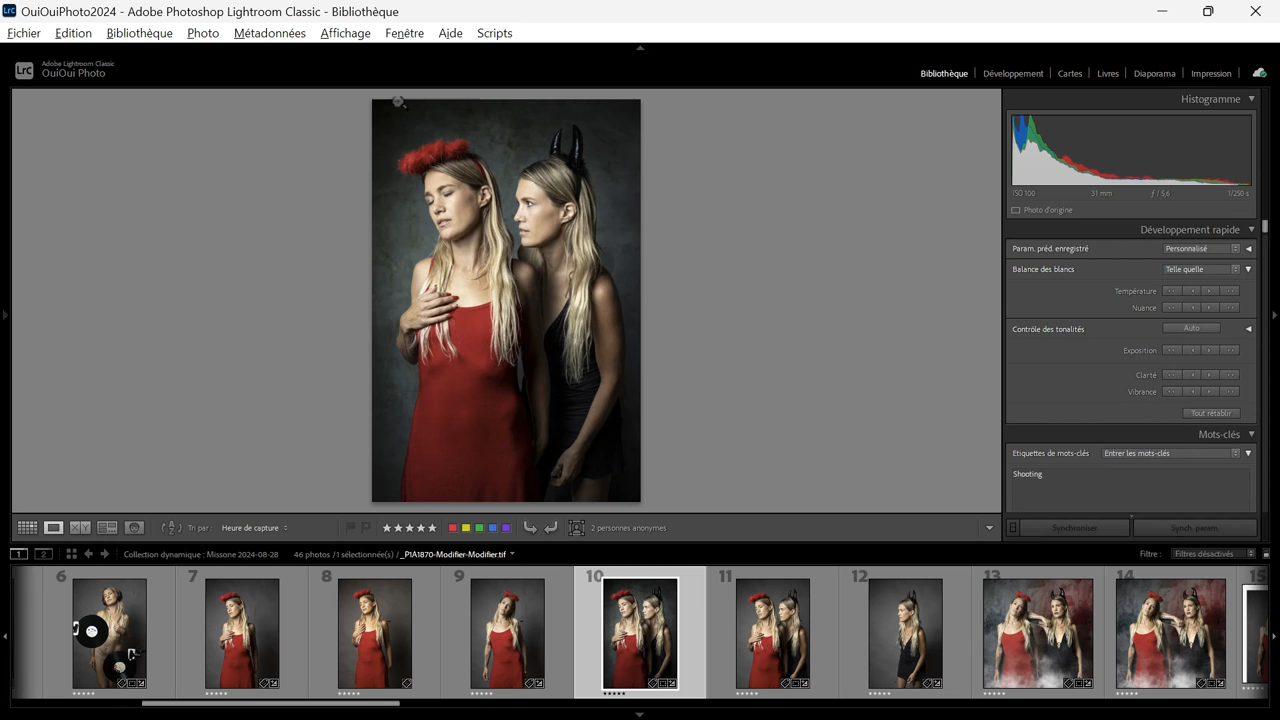 OuiOuiPhoto2024 - Adobe Photoshop Lightroom Classic - Bibliothèque
Fichier Edition Bibliothèque Photo Métadonnées Affichage Fenêtre Aide Scripts
Lrc
Adobe Lightroom Classic
OuiOui Photo
Bibliothèque Développement Cartes Livres Diaporama Impression
Histogramme
ISO 100 31 mm ƒ / 5,6 1/250 s
Photo d'origine
Développement rapide
Param. préd. enregistré Personnalisé
Balance des blancs Telle quelle
Température
Nuance
Contrôle des tonalités Auto
Exposition
Clarté
Vibrance
Tout rétablir
Mots-clés
Etiquettes de mots-clés Entrer les mots-clés
Shooting
Tri par : Heure de capture
2 personnes anonymes
Synchroniser Synch. param.
1 2 Collection dynamique : Missone 2024-08-28 46 photos / 1 sélectionnée(s) / _P1A1870-Modifier-Modifier.tif Filtre : Filtres désactivés
6 7 8 9 10 11 12 13 14 15